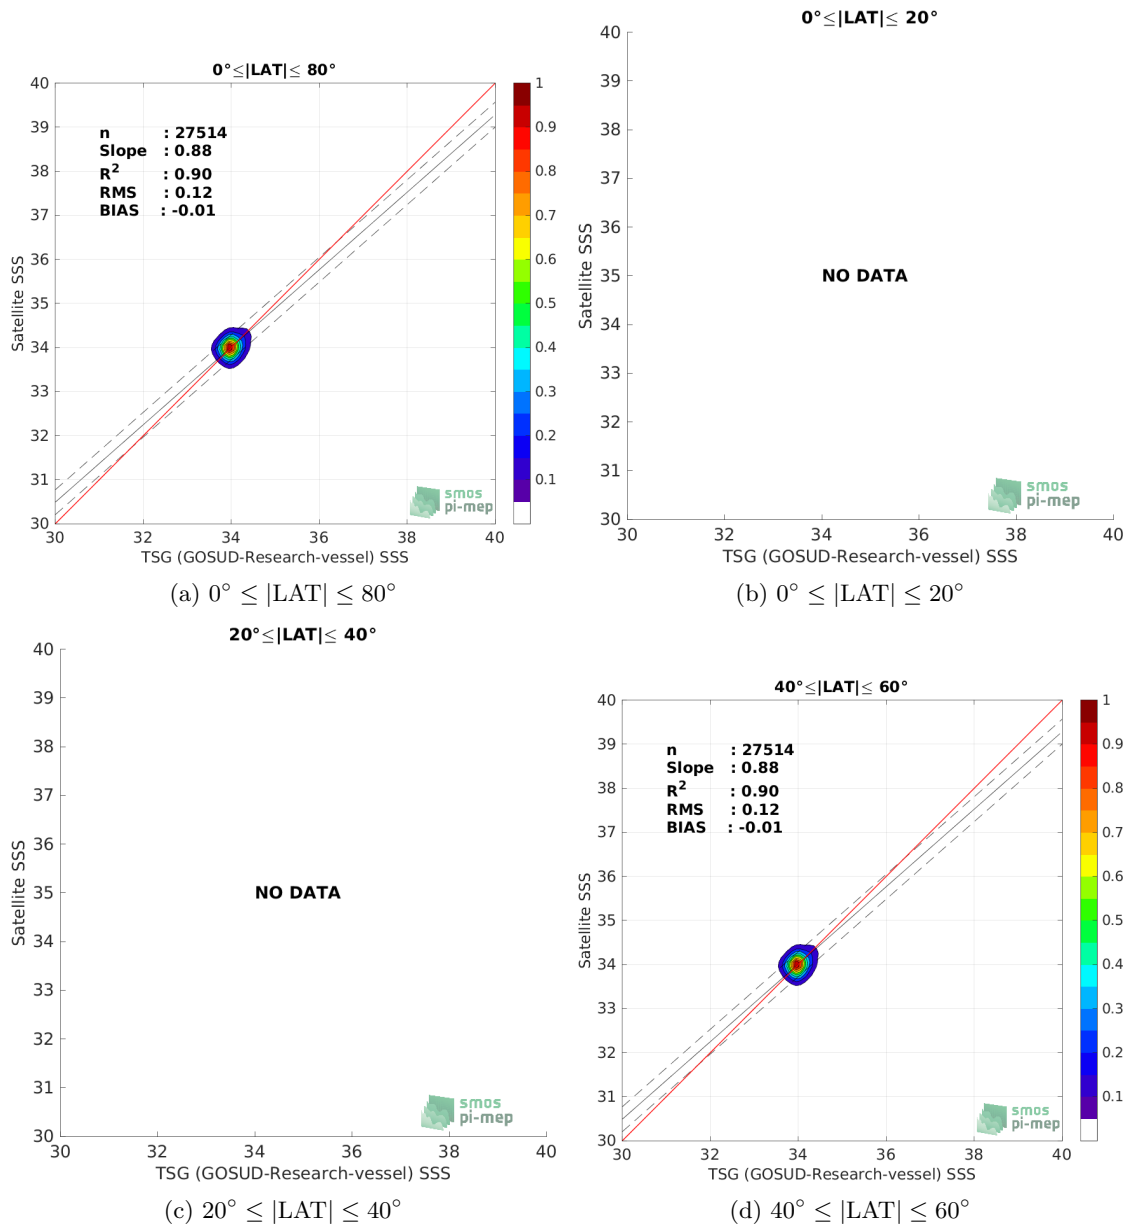 0°≤|LAT|≤ 80°
40
39
38
37
36
35
34
33
32
31
30
Satellite SSS
n : 27514
Slope : 0.88
R² : 0.90
RMS : 0.12
BIAS : -0.01
smos
pi-mep
30 32 34 36 38 40
TSG (GOSUD-Research-vessel) SSS
1
0.9
0.8
0.7
0.6
0.5
0.4
0.3
0.2
0.1
(a) 0° ≤ |LAT| ≤ 80°
0°≤|LAT|≤ 20°
40
39
38
37
36
35
34
33
32
31
30
Satellite SSS
NO DATA
smos
pi-mep
30 32 34 36 38 40
TSG (GOSUD-Research-vessel) SSS
(b) 0° ≤ |LAT| ≤ 20°
20°≤|LAT|≤ 40°
40
39
38
37
36
35
34
33
32
31
30
Satellite SSS
NO DATA
smos
pi-mep
30 32 34 36 38 40
TSG (GOSUD-Research-vessel) SSS
(c) 20° ≤ |LAT| ≤ 40°
40°≤|LAT|≤ 60°
40
39
38
37
36
35
34
33
32
31
30
Satellite SSS
n : 27514
Slope : 0.88
R² : 0.90
RMS : 0.12
BIAS : -0.01
smos
pi-mep
30 32 34 36 38 40
TSG (GOSUD-Research-vessel) SSS
1
0.9
0.8
0.7
0.6
0.5
0.4
0.3
0.2
0.1
(d) 40° ≤ |LAT| ≤ 60°